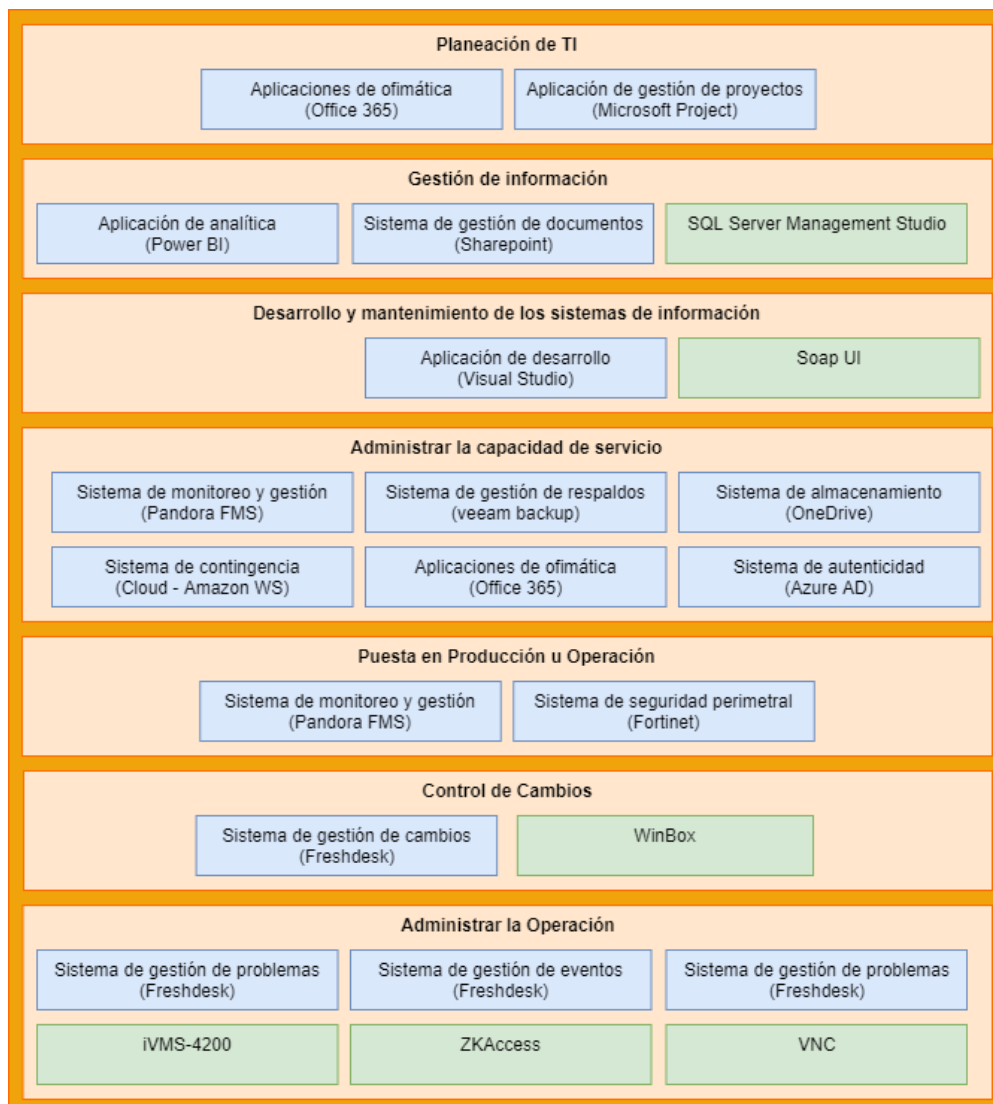 Planeación de TI
Aplicaciones de ofimática
(Office 365)
Aplicación de gestión de proyectos
(Microsoft Project)
Gestión de información
Aplicación de analítica
(Power BI)
Sistema de gestión de documentos
(Sharepoint)
SQL Server Management Studio
Desarrollo y mantenimiento de los sistemas de información
Aplicación de desarrollo
(Visual Studio)
Soap UI
Administrar la capacidad de servicio
Sistema de monitoreo y gestión
(Pandora FMS)
Sistema de gestión de respaldos
(veeam backup)
Sistema de almacenamiento
(OneDrive)
Sistema de contingencia
(Cloud - Amazon WS)
Aplicaciones de ofimática
(Office 365)
Sistema de autenticidad
(Azure AD)
Puesta en Producción u Operación
Sistema de monitoreo y gestión
(Pandora FMS)
Sistema de seguridad perimetral
(Fortinet)
Control de Cambios
Sistema de gestión de cambios
(Freshdesk)
WinBox
Administrar la Operación
Sistema de gestión de problemas
(Freshdesk)
Sistema de gestión de eventos
(Freshdesk)
Sistema de gestión de problemas
(Freshdesk)
iVMS-4200
ZKAccess
VNC